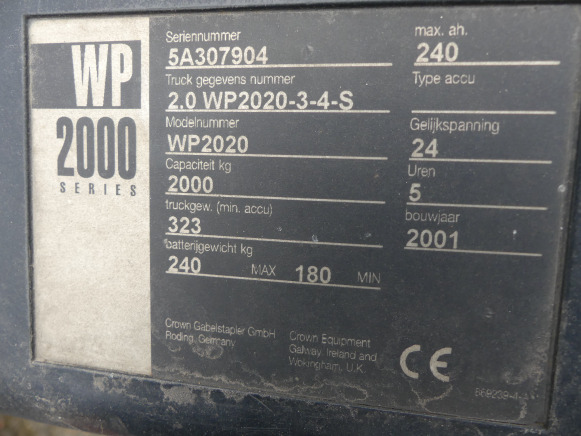 WP
2000
SERIES
Seriennummer
5A307904
Truck gegevens nummer
2.0 WP2020-3-4-S
Modelnummer
WP2020
Capaciteit kg
2000
truckgew. (min. accu)
323
batterijgewicht kg
240 MAX 180 MIN
max. ah.
240
Type accu
Gelijkspanning
24
Uren
5
bouwjaar
2001
Crown Gabelstapler GmbH
Roding, Germany
Crown Equipment
Galway, Ireland and
Wokingham, U.K.
CE